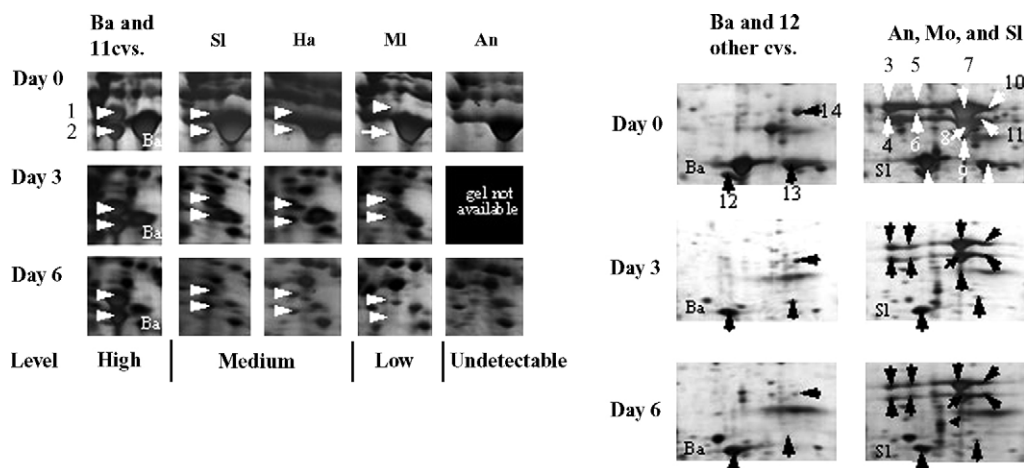 Ba and
11cvs.
Sl
Ha
Ml
An
Day 0
1
2
Ba
Day 3
Ba
gel not
available
Day 6
Ba
Level
High
Medium
Low
Undetectable
Ba and 12
other cvs.
An, Mo, and Sl
3 5 7
10
Day 0
14
Ba
12
13
4
6
8
9
11
Sl
Day 3
Ba
Sl
Day 6
Ba
Sl